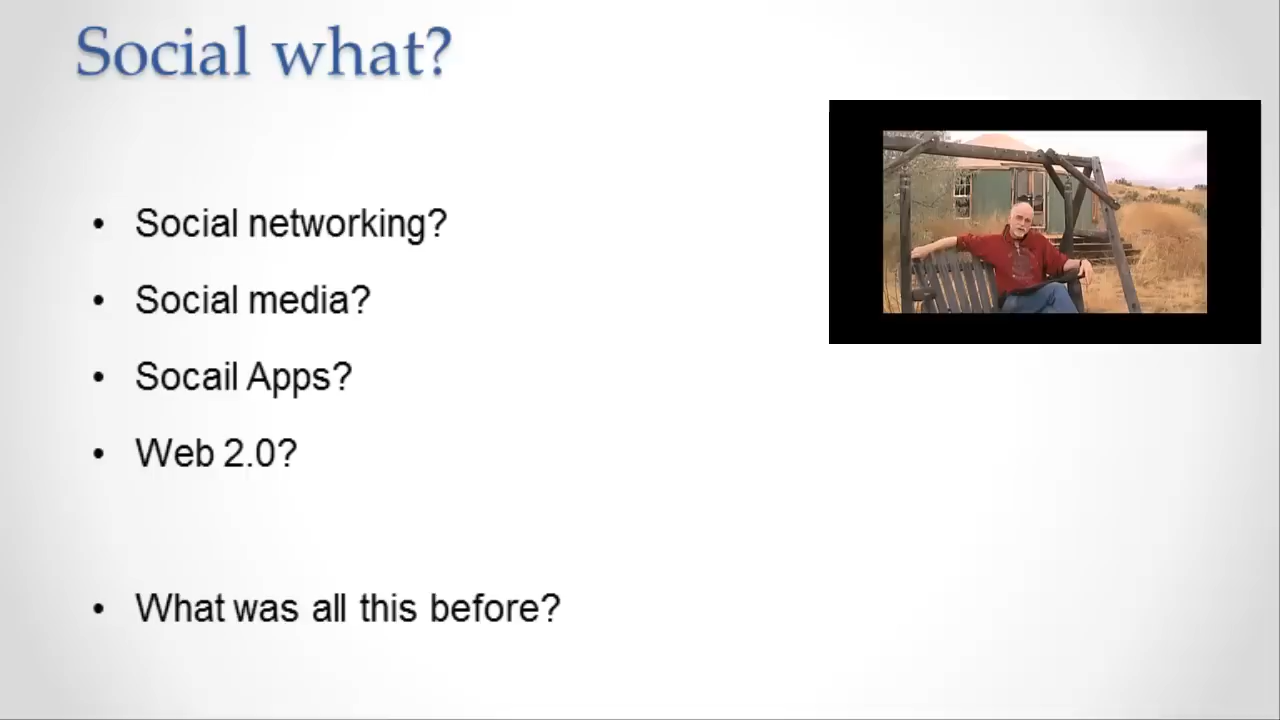 Social what?
• Social networking?
• Social media?
• Socail Apps?
• Web 2.0?
• What was all this before?